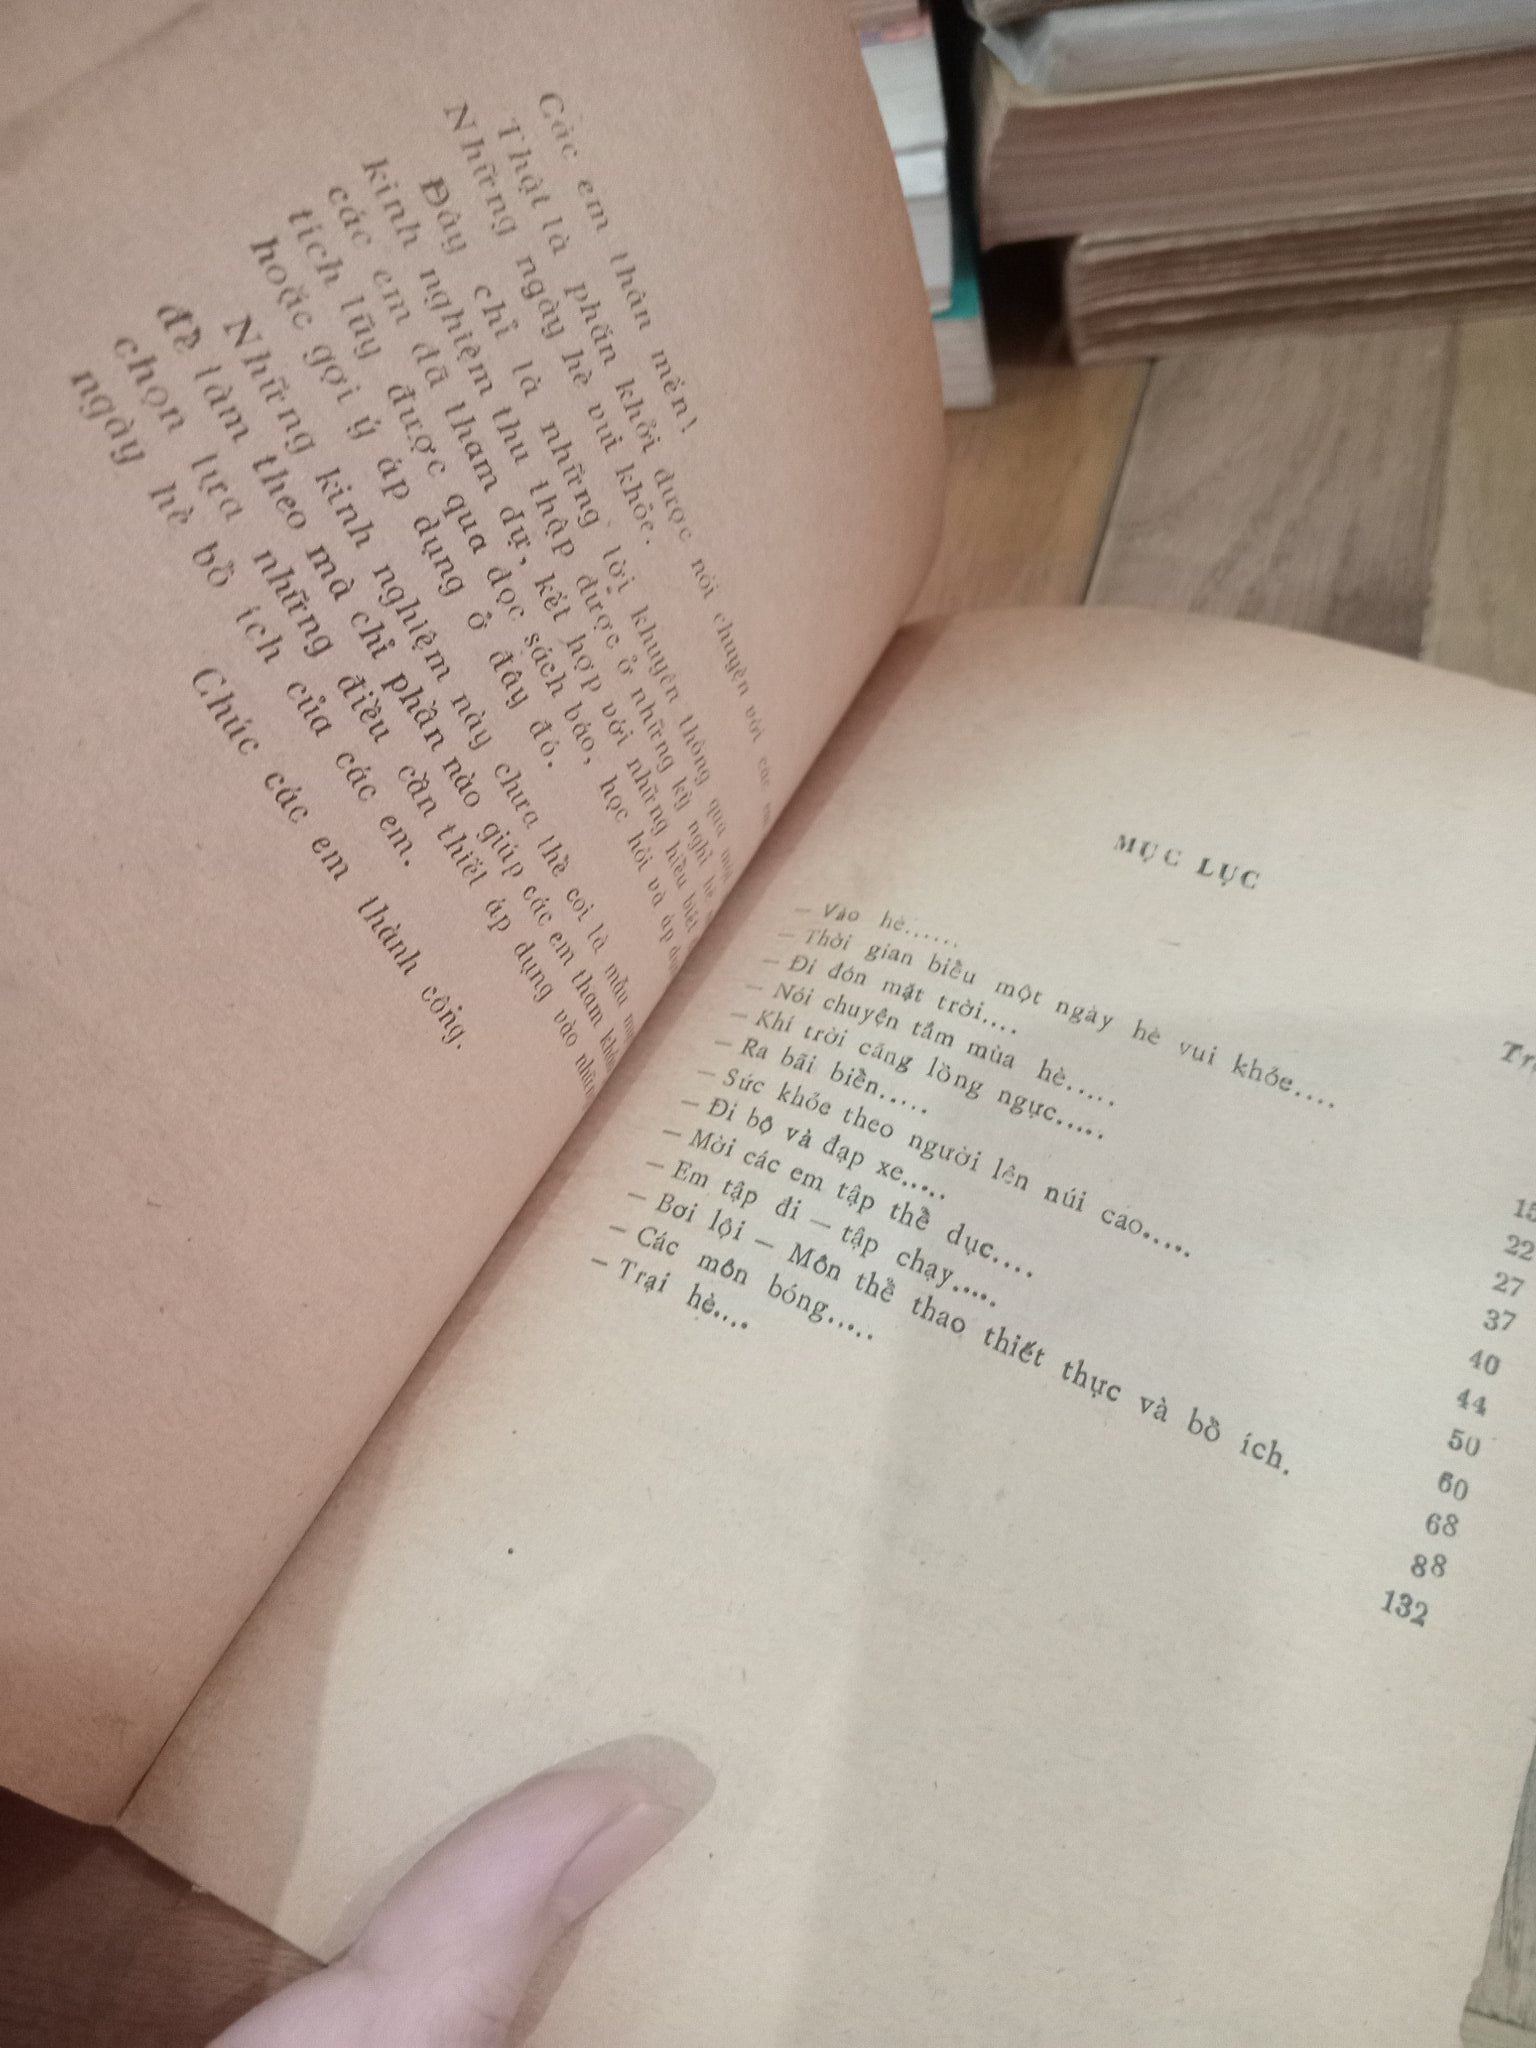 Các em thân mến!
Thật là phấn khởi được nói chuyện với các em
Những ngày hè vui khỏe.
Đây chỉ là những lời khuyên thông qua
kinh nghiệm thu thập được ở những kỳ nghỉ hè
các em đã tham dự, kết hợp với những hiểu biết
tích lũy được qua đọc sách báo, học hỏi và áp
hoặc gợi ý áp dụng ở đây đó.
Những kinh nghiệm này chưa thể coi là mẫu
để làm theo mà chỉ phần nào giúp các em tham
chọn lựa những điều cần thiết áp dụng vào
ngày hè bổ ích của các em.
Chúc các em thành công.
MỤC LỤC
— Vào hè......
— Thời gian biểu một ngày hè vui khỏe....
— Đi đón mặt trời....
— Nói chuyện tắm mùa hè.....
— Khí trời căng lồng ngực.....
— Ra bãi biển.....
— Sức khỏe theo người lên núi cao.....
— Đi bộ và đạp xe.....
— Mời các em tập thể dục....
— Em tập đi — tập chạy.....
— Bơi lội — Môn thể thao thiết thực và bổ ích.
— Các môn bóng.....
— Trại hè....
15
22
27
37
40
44
50
60
68
88
132